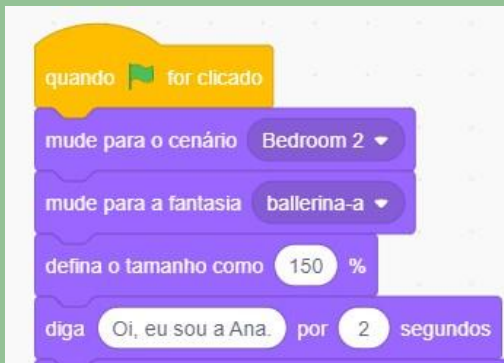 quando for clicado
mude para o cenário Bedroom 2
mude para a fantasia ballerina-a
defina o tamanho como 150 %
diga Oi, eu sou a Ana. por 2 segundos